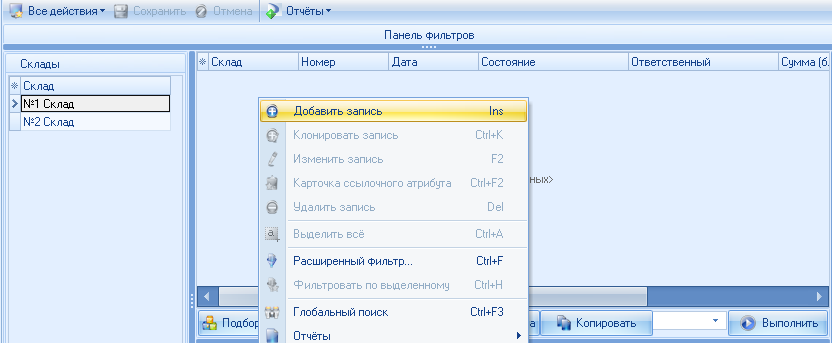 Все действия Сохранить Отмена Отчёты
Панель фильтров
Склады
Склад
№1 Склад
№2 Склад
Склад Номер Дата Состояние Ответственный Сумма (б.
Добавить запись Ins
Клонировать запись Ctrl+K
Изменить запись F2
Карточка ссылочного атрибута Ctrl+F2
ных>
Удалить запись Del
Выделить всё Ctrl+A
Расширенный фильтр... Ctrl+F
Фильтровать по выделенному Ctrl+H
Глобальный поиск Ctrl+F3
Отчёты
Подбор а Копировать Выполнить